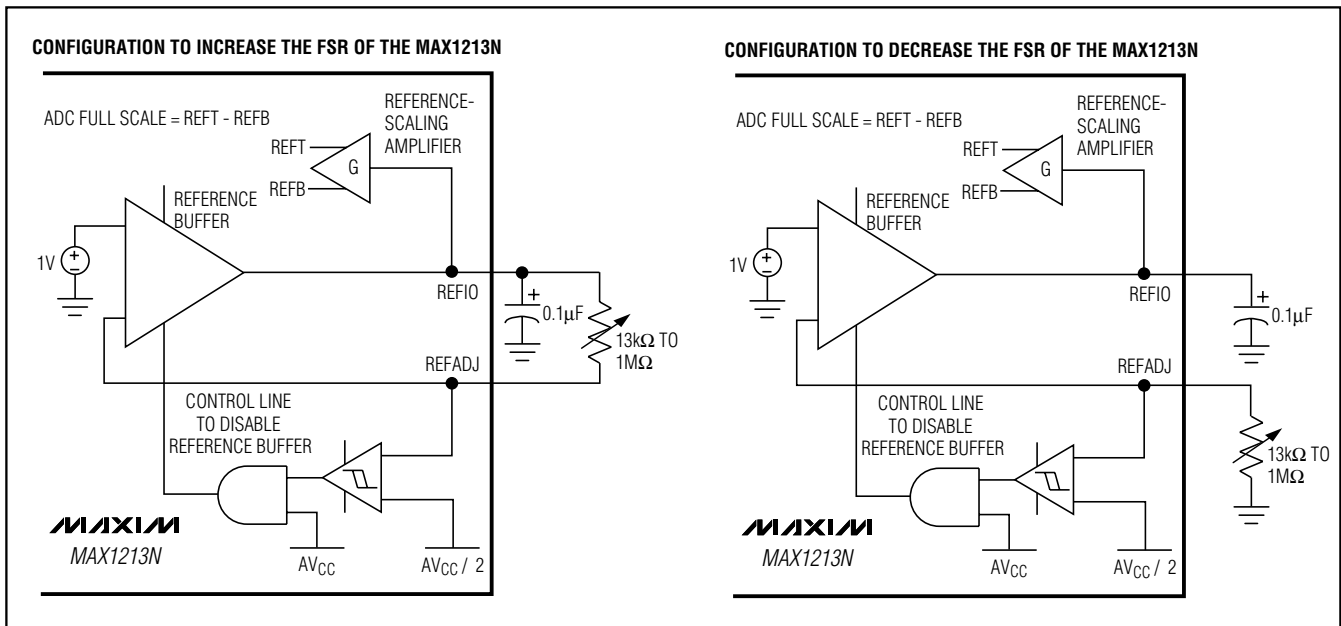 CONFIGURATION TO INCREASE THE FSR OF THE MAX1213N
ADC FULL SCALE = REFT - REFB
REFERENCE-
SCALING
AMPLIFIER
REFT
G
REFB
REFERENCE
BUFFER
1V
+
−
REFIO
+
0.1µF
13kΩ TO
1MΩ
REFADJ
CONTROL LINE
TO DISABLE
REFERENCE BUFFER
MAXIM
MAX1213N
AVCC
AVCC / 2
CONFIGURATION TO DECREASE THE FSR OF THE MAX1213N
ADC FULL SCALE = REFT - REFB
REFERENCE-
SCALING
AMPLIFIER
REFT
G
REFB
REFERENCE
BUFFER
1V
+
−
REFIO
+
0.1µF
REFADJ
13kΩ TO
1MΩ
CONTROL LINE
TO DISABLE
REFERENCE BUFFER
MAXIM
MAX1213N
AVCC
AVCC / 2